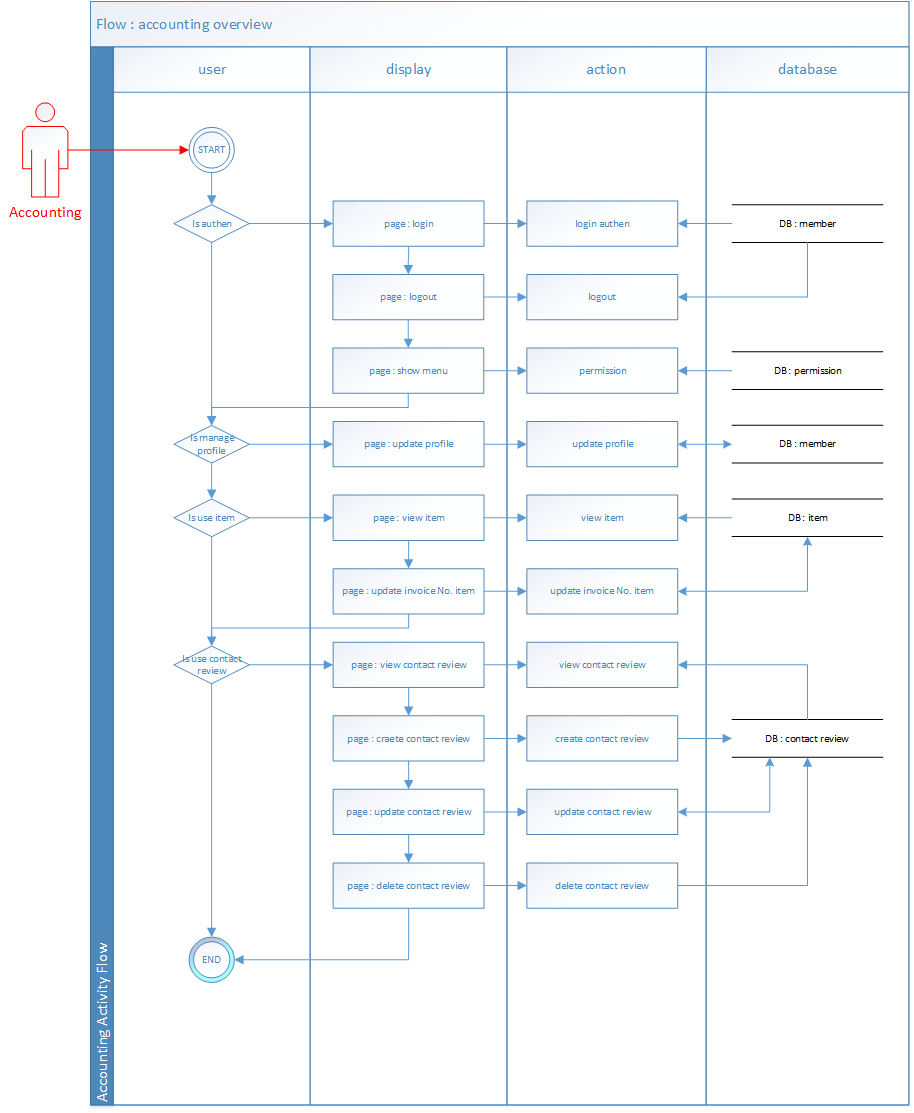 Flow : accounting overview
user
display
action
database
START
Accounting
Is authen
page : login
login authen
DB : member
page : logout
logout
page : show menu
permission
DB : permission
Is manage
profile
page : update profile
update profile
DB : member
Is use item
page : view item
view item
DB : item
page : update invoice No. item
update invoice No. item
Is use contact
review
page : view contact review
view contact review
page : craete contact review
create contact review
DB : contact review
page : update contact review
update contact review
page : delete contact review
delete contact review
END
Accounting Activity Flow